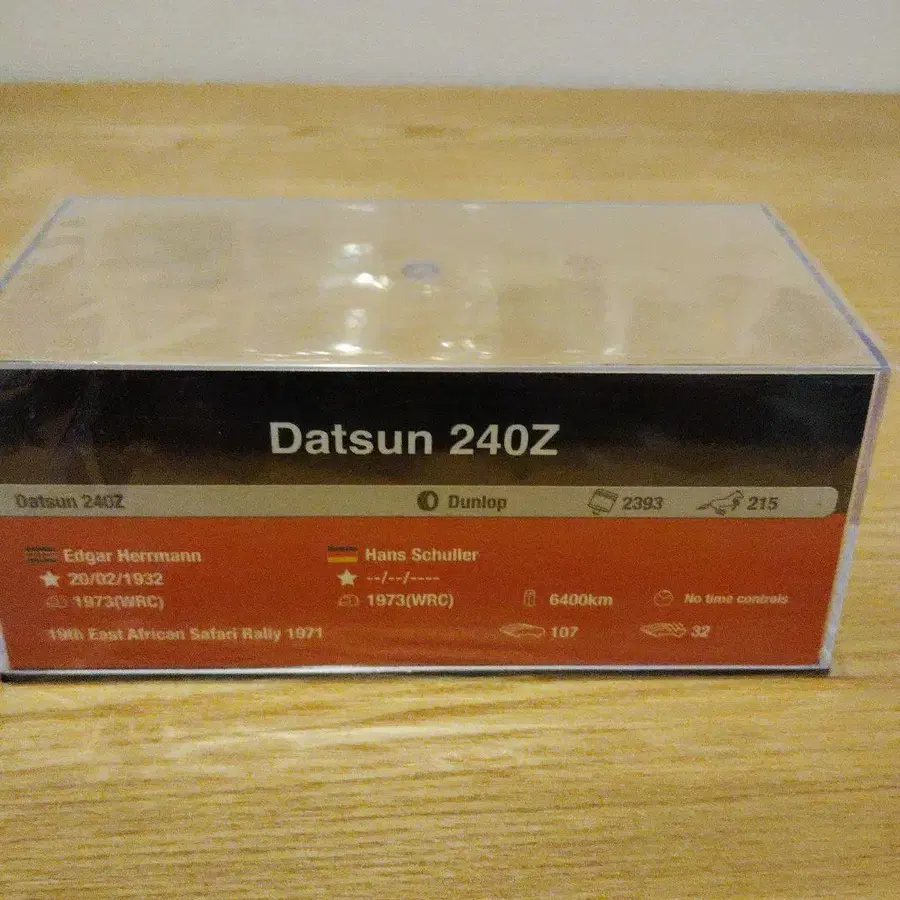 Datsun 240Z
Datsun 240Z Dunlop 2393 215
Edgar Herrmann Hans Schuller
20/02/1932 --/--/----
1973(WRC) 1973(WRC) 6400km No time controls
19th East African Safari Rally 1971 107 32